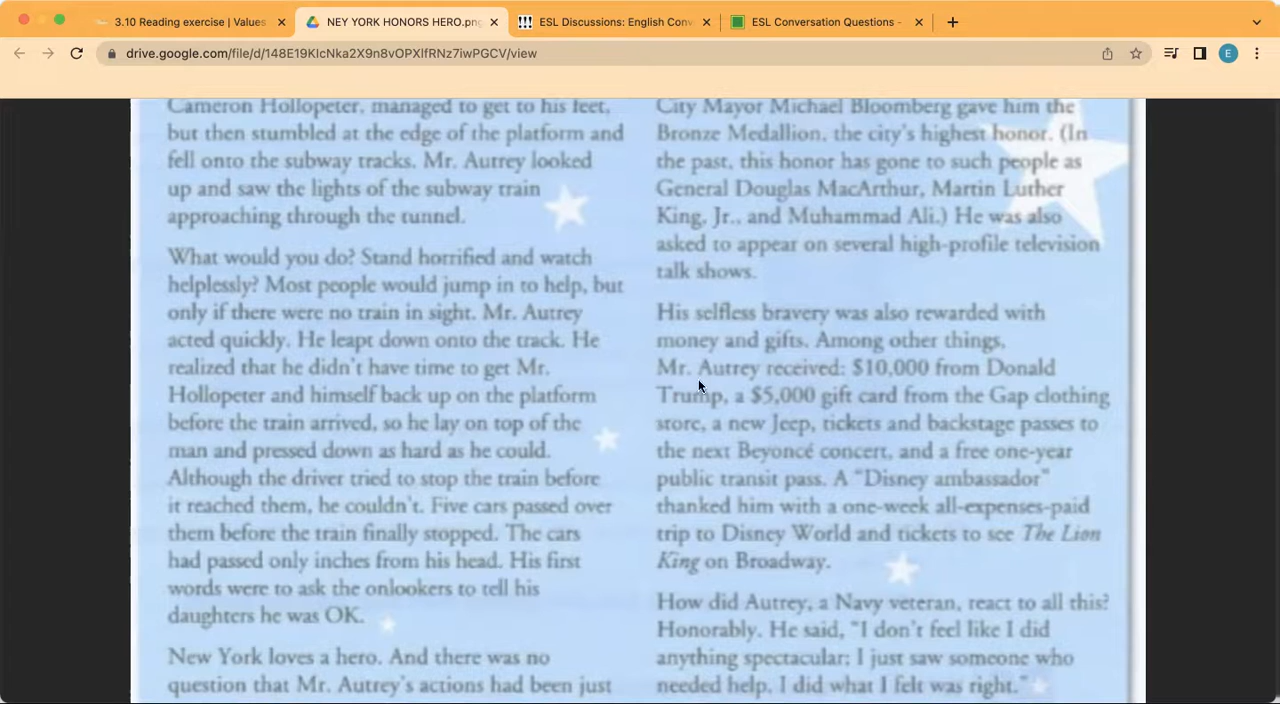 3.10 Reading exercise | Values
NEY YORK HONORS HERO.png
ESL Discussions: English Conv
ESL Conversation Questions -
drive.google.com/file/d/148E19KlcNka2X9n8vOPXlfRNz7iwPGCV/view
E
Cameron Hollopeter, managed to get to his feet,
but then stumbled at the edge of the platform and
fell onto the subway tracks. Mr. Autrey looked
up and saw the lights of the subway train
approaching through the tunnel.
What would you do? Stand horrified and watch
helplessly? Most people would jump in to help, but
only if there were no train in sight. Mr. Autrey
acted quickly. He leapt down onto the track. He
realized that he didn't have time to get Mr.
Hollopeter and himself back up on the platform
before the train arrived, so he lay on top of the
man and pressed down as hard as he could.
Although the driver tried to stop the train before
it reached them, he couldn't. Five cars passed over
them before the train finally stopped. The cars
had passed only inches from his head. His first
words were to ask the onlookers to tell his
daughters he was OK.
New York loves a hero. And there was no
question that Mr. Autrey's actions had been just
City Mayor Michael Bloomberg gave him the
Bronze Medallion, the city's highest honor. (In
the past, this honor has gone to such people as
General Douglas MacArthur, Martin Luther
King, Jr., and Muhammad Ali.) He was also
asked to appear on several high-profile television
talk shows.
His selfless bravery was also rewarded with
money and gifts. Among other things,
Mr. Autrey received: $10,000 from Donald
Trump, a $5,000 gift card from the Gap clothing
store, a new Jeep, tickets and backstage passes to
the next Beyoncé concert, and a free one-year
public transit pass. A "Disney ambassador"
thanked him with a one-week all-expenses-paid
trip to Disney World and tickets to see The Lion
King on Broadway.
How did Autrey, a Navy veteran, react to all this?
Honorably. He said, "I don't feel like I did
anything spectacular; I just saw someone who
needed help. I did what I felt was right."